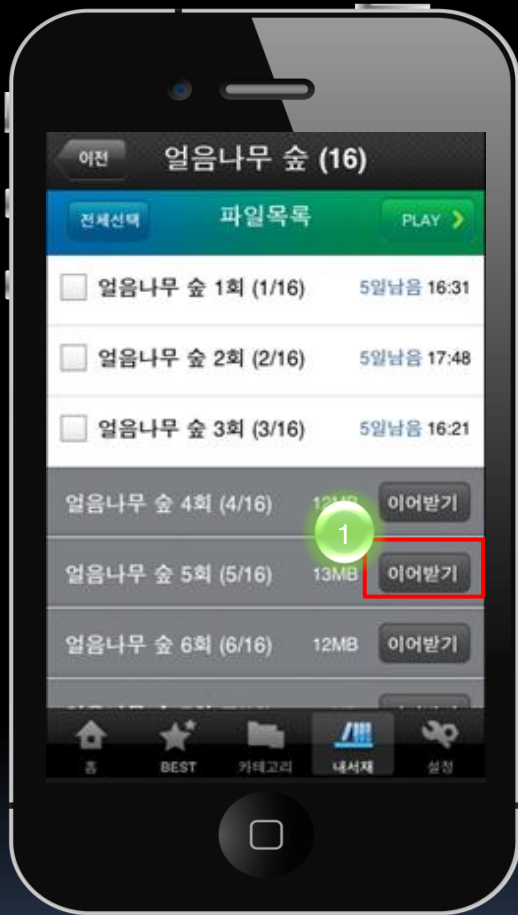 이전 얼음나무 숲 (16)
전체선택 파일목록 PLAY
얼음나무 숲 1회 (1/16) 5일남음 16:31
얼음나무 숲 2회 (2/16) 5일남음 17:48
얼음나무 숲 3회 (3/16) 5일남음 16:21
얼음나무 숲 4회 (4/16) 이어받기
1
얼음나무 숲 5회 (5/16) 13MB 이어받기
얼음나무 숲 6회 (6/16) 12MB 이어받기
홈 BEST 카테고리 내서재 설정